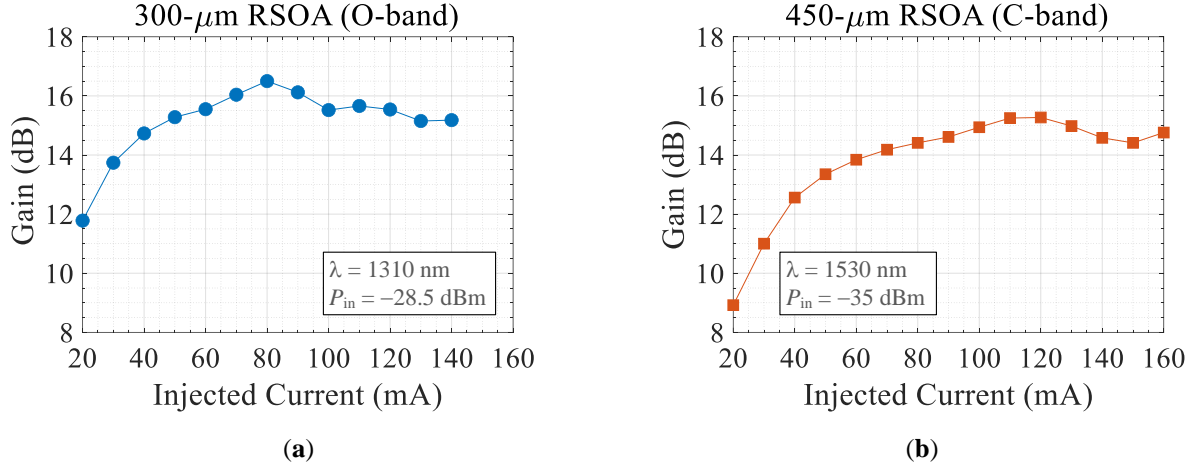 300-μm RSOA (O-band)
18
16
14
12
10
8
Gain (dB)
λ = 1310 nm
Pin = −28.5 dBm
20 40 60 80 100 120 140 160
Injected Current (mA)
(a)
450-μm RSOA (C-band)
18
16
14
12
10
8
Gain (dB)
λ = 1530 nm
Pin = −35 dBm
20 40 60 80 100 120 140 160
Injected Current (mA)
(b)